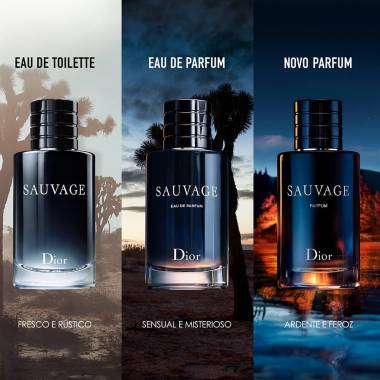 EAU DE TOILETTE
SAUVAGE
Dior
FRESCO E RÚSTICO
EAU DE PARFUM
SAUVAGE
EAU DE PARFUM
Dior
SENSUAL E MISTERIOSO
NOVO PARFUM
SAUVAGE
PARFUM
Dior
ARDENTE E FEROZ